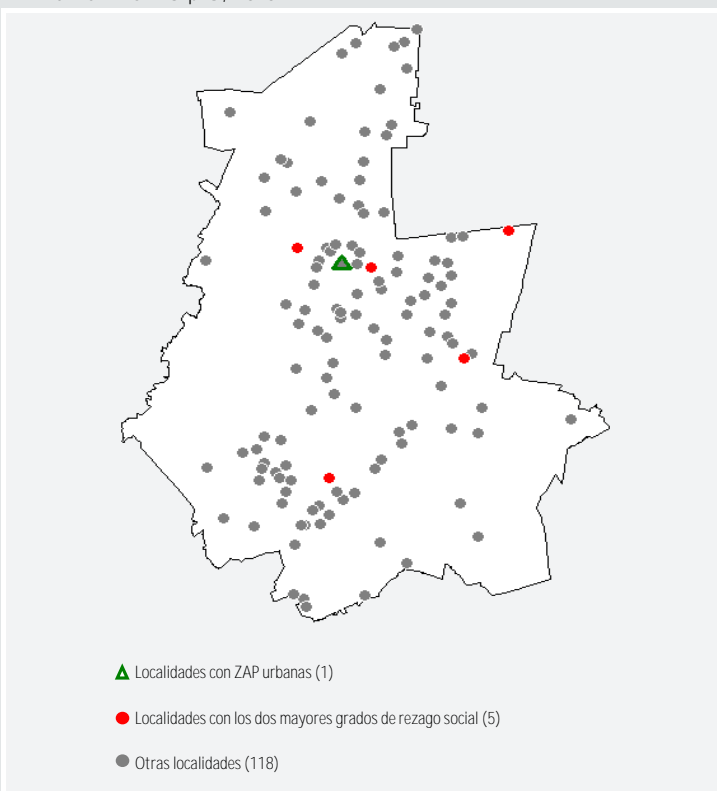 Localidades con ZAP urbanas (1)
Localidades con los dos mayores grados de rezago social (5)
Otras localidades (118)